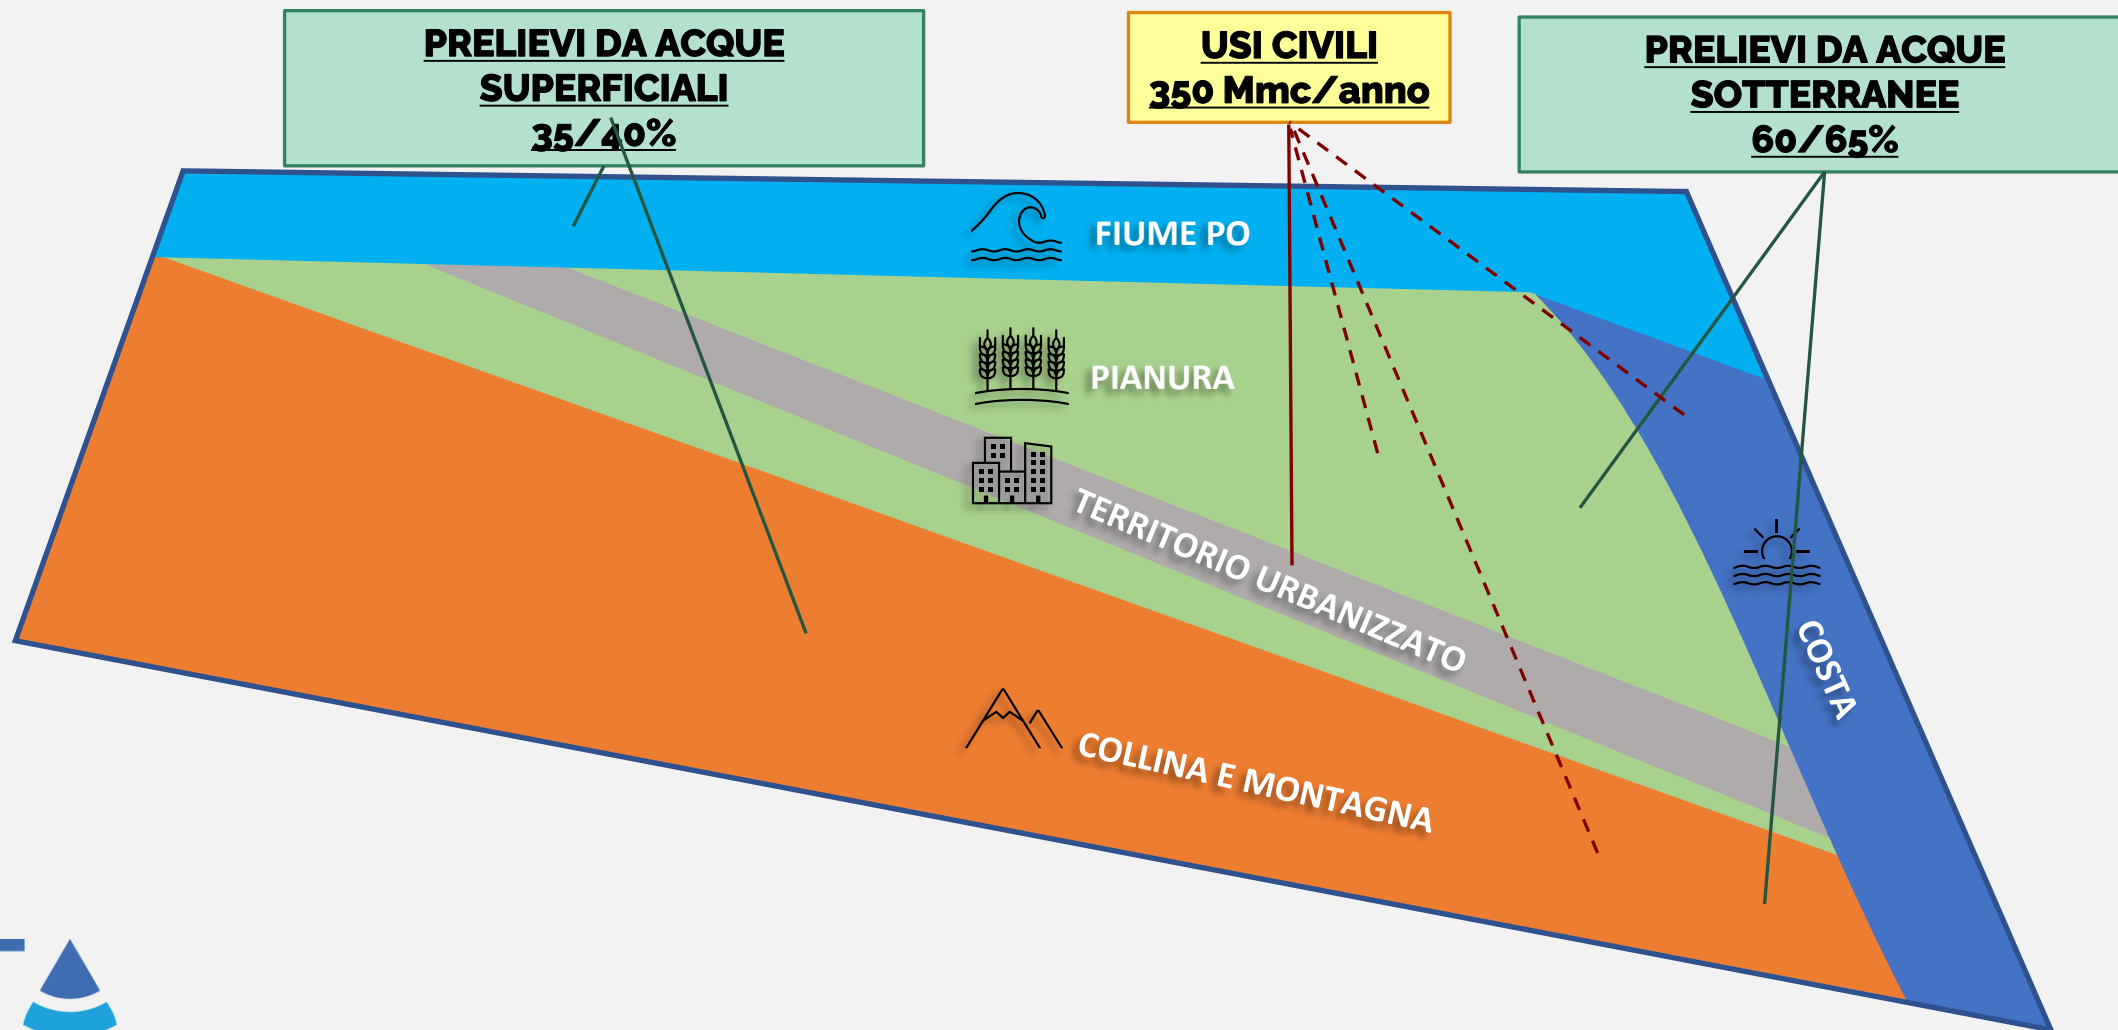 PRELIEVI DA ACQUE
SUPERFICIALI
35/40%
USI CIVILI
350 Mmc/anno
PRELIEVI DA ACQUE
SOTTERRANEE
60/65%
FIUME PO
PIANURA
TERRITORIO URBANIZZATO
COSTA
COLLINA E MONTAGNA